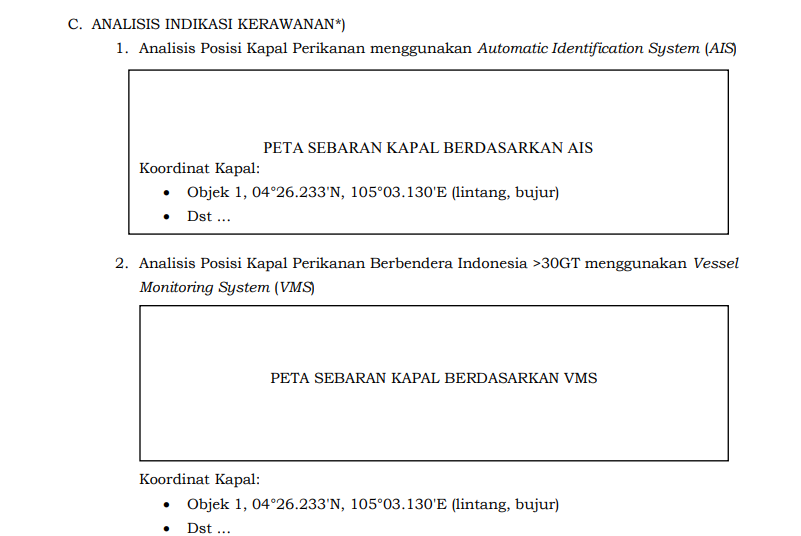 C. ANALISIS INDIKASI KERAWANAN*)
1. Analisis Posisi Kapal Perikanan menggunakan Automatic Identification System (AIS)
PETA SEBARAN KAPAL BERDASARKAN AIS
Koordinat Kapal:
• Objek 1, 04°26.233'N, 105°03.130'E (lintang, bujur)
• Dst ...
2. Analisis Posisi Kapal Perikanan Berbendera Indonesia >30GT menggunakan Vessel
Monitoring System (VMS)
PETA SEBARAN KAPAL BERDASARKAN VMS
Koordinat Kapal:
• Objek 1, 04°26.233'N, 105°03.130'E (lintang, bujur)
• Dst ...